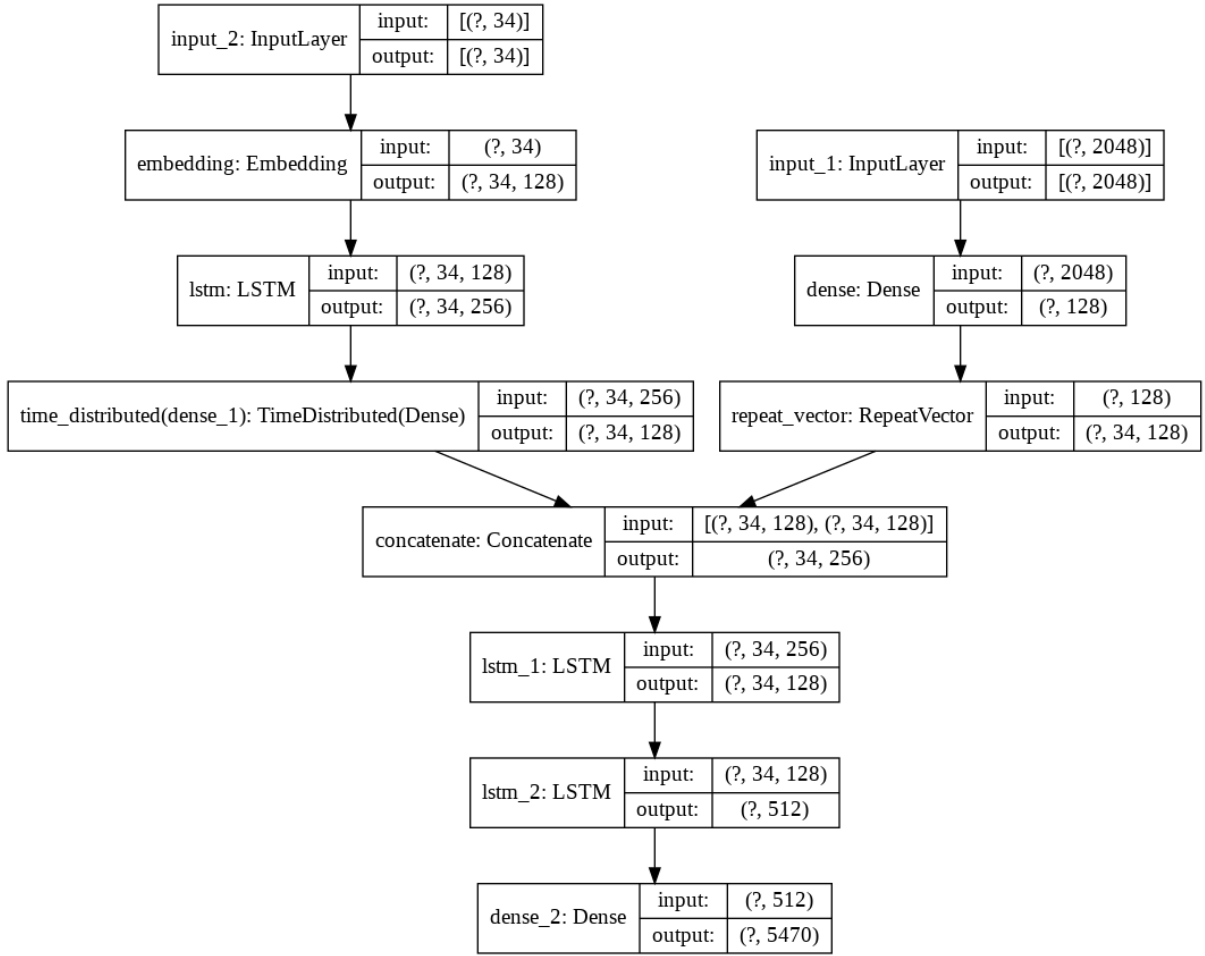 input_2: InputLayer
input: [(?, 34)]
output: [(?, 34)]
embedding: Embedding
input: (?, 34)
output: (?, 34, 128)
input_1: InputLayer
input: [(?, 2048)]
output: [(?, 2048)]
lstm: LSTM
input: (?, 34, 128)
output: (?, 34, 256)
dense: Dense
input: (?, 2048)
output: (?, 128)
time_distributed(dense_1): TimeDistributed(Dense)
input: (?, 34, 256)
output: (?, 34, 128)
repeat_vector: RepeatVector
input: (?, 128)
output: (?, 34, 128)
concatenate: Concatenate
input: [(?, 34, 128), (?, 34, 128)]
output: (?, 34, 256)
lstm_1: LSTM
input: (?, 34, 256)
output: (?, 34, 128)
lstm_2: LSTM
input: (?, 34, 128)
output: (?, 512)
dense_2: Dense
input: (?, 512)
output: (?, 5470)